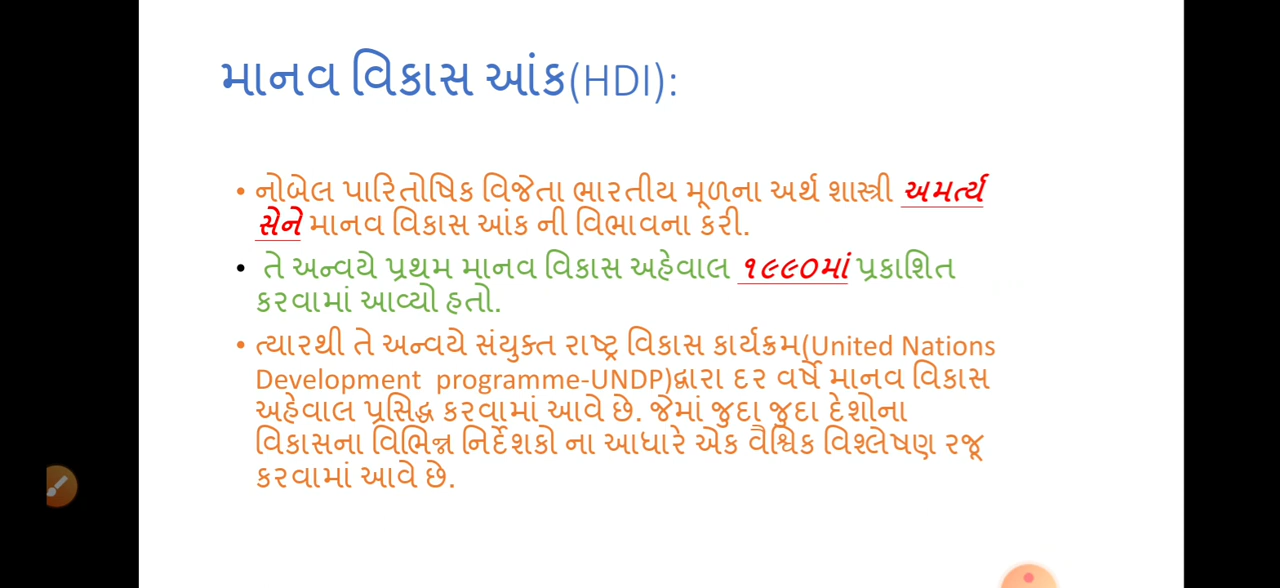 માનવ વિકાસ આંક(HDI):
• નોબેલ પારિતોષિક વિજેતા ભારતીય મૂળના અર્થ શાસ્ત્રી અમર્ત્ય
સેને માનવ વિકાસ આંક ની વિભાવના કરી.
• તે અન્વયે પ્રથમ માનવ વિકાસ અહેવાલ ૧૯૯૦માં પ્રકાશિત
કરવામાં આવ્યો હતો.
• ત્યારથી તે અન્વયે સંયુક્ત રાષ્ટ્ર વિકાસ કાર્યક્રમ(United Nations
Development programme-UNDP)દ્વારા દર વર્ષે માનવ વિકાસ
અહેવાલ પ્રસિદ્ધ કરવામાં આવે છે. જેમાં જુદા જુદા દેશોના
વિકાસના વિભિન્ન નિર્દેશકો ના આધારે એક વૈશ્વિક વિશ્લેષણ રજૂ
કરવામાં આવે છે.